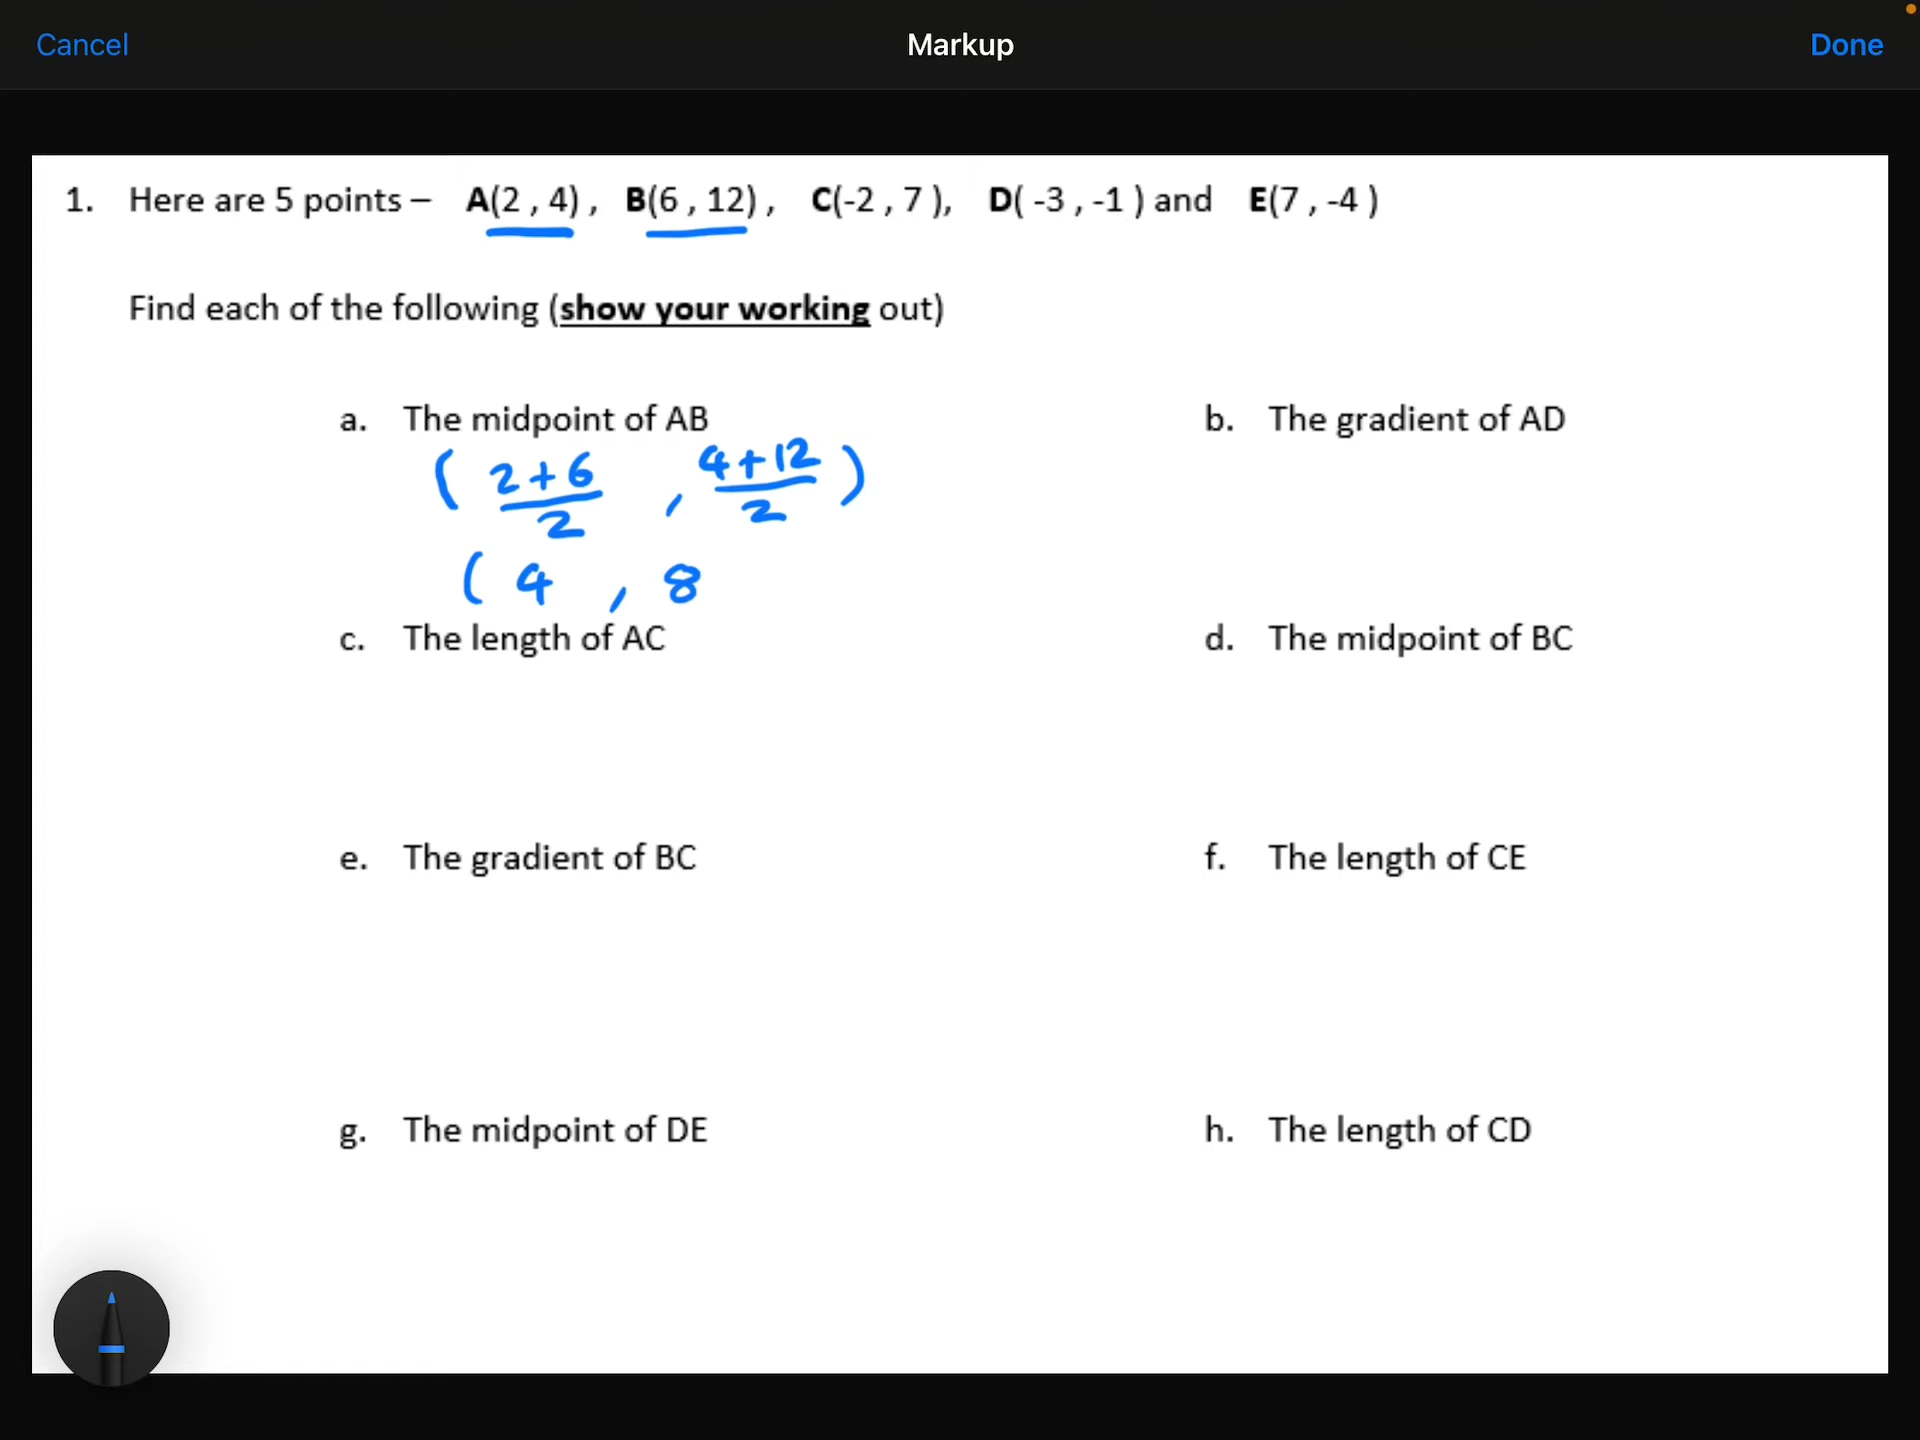 Cancel Markup Done
1. Here are 5 points – A(2 , 4) , B(6 , 12) , C(-2 , 7 ), D( -3 , -1 ) and E(7 , -4 )
Find each of the following (show your working out)
a. The midpoint of AB b. The gradient of AD
( 2+6/2 , 4+12/2 )
( 4 , 8
c. The length of AC d. The midpoint of BC
e. The gradient of BC f. The length of CE
g. The midpoint of DE h. The length of CD